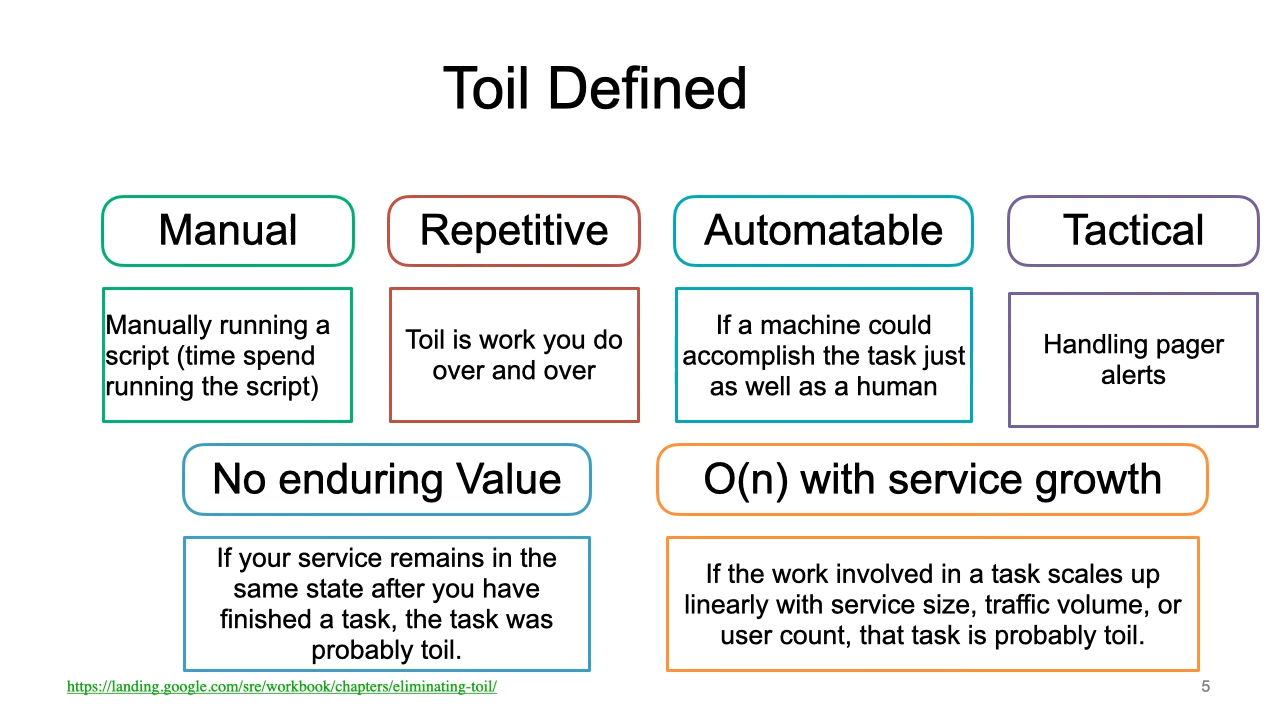 Toil Defined
Manual
Repetitive
Automatable
Tactical
Manually running a
script (time spend
running the script)
Toil is work you do
over and over
If a machine could
accomplish the task just
as well as a human
Handling pager
alerts
No enduring Value
O(n) with service growth
If your service remains in the
same state after you have
finished a task, the task was
probably toil.
If the work involved in a task scales up
linearly with service size, traffic volume, or
user count, that task is probably toil.
https://landing.google.com/sre/workbook/chapters/eliminating-toil/
5